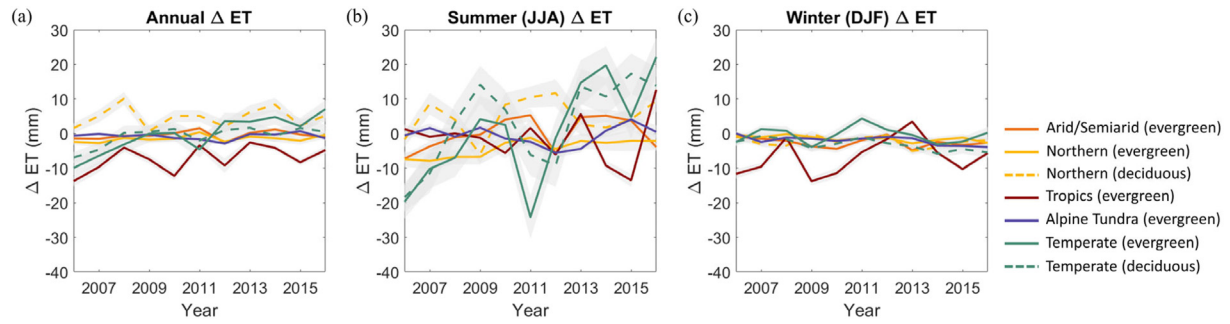 (a) Annual Δ ET
30
20
10
0
-10
-20
-30
-40
Δ ET (mm)
2007 2009 2011 2013 2015
Year
(b) Summer (JJA) Δ ET
30
20
10
0
-10
-20
-30
-40
Δ ET (mm)
2007 2009 2011 2013 2015
Year
(c) Winter (DJF) Δ ET
30
20
10
0
-10
-20
-30
-40
Δ ET (mm)
2007 2009 2011 2013 2015
Year
Arid/Semiarid (evergreen)
Northern (evergreen)
Northern (deciduous)
Tropics (evergreen)
Alpine Tundra (evergreen)
Temperate (evergreen)
Temperate (deciduous)